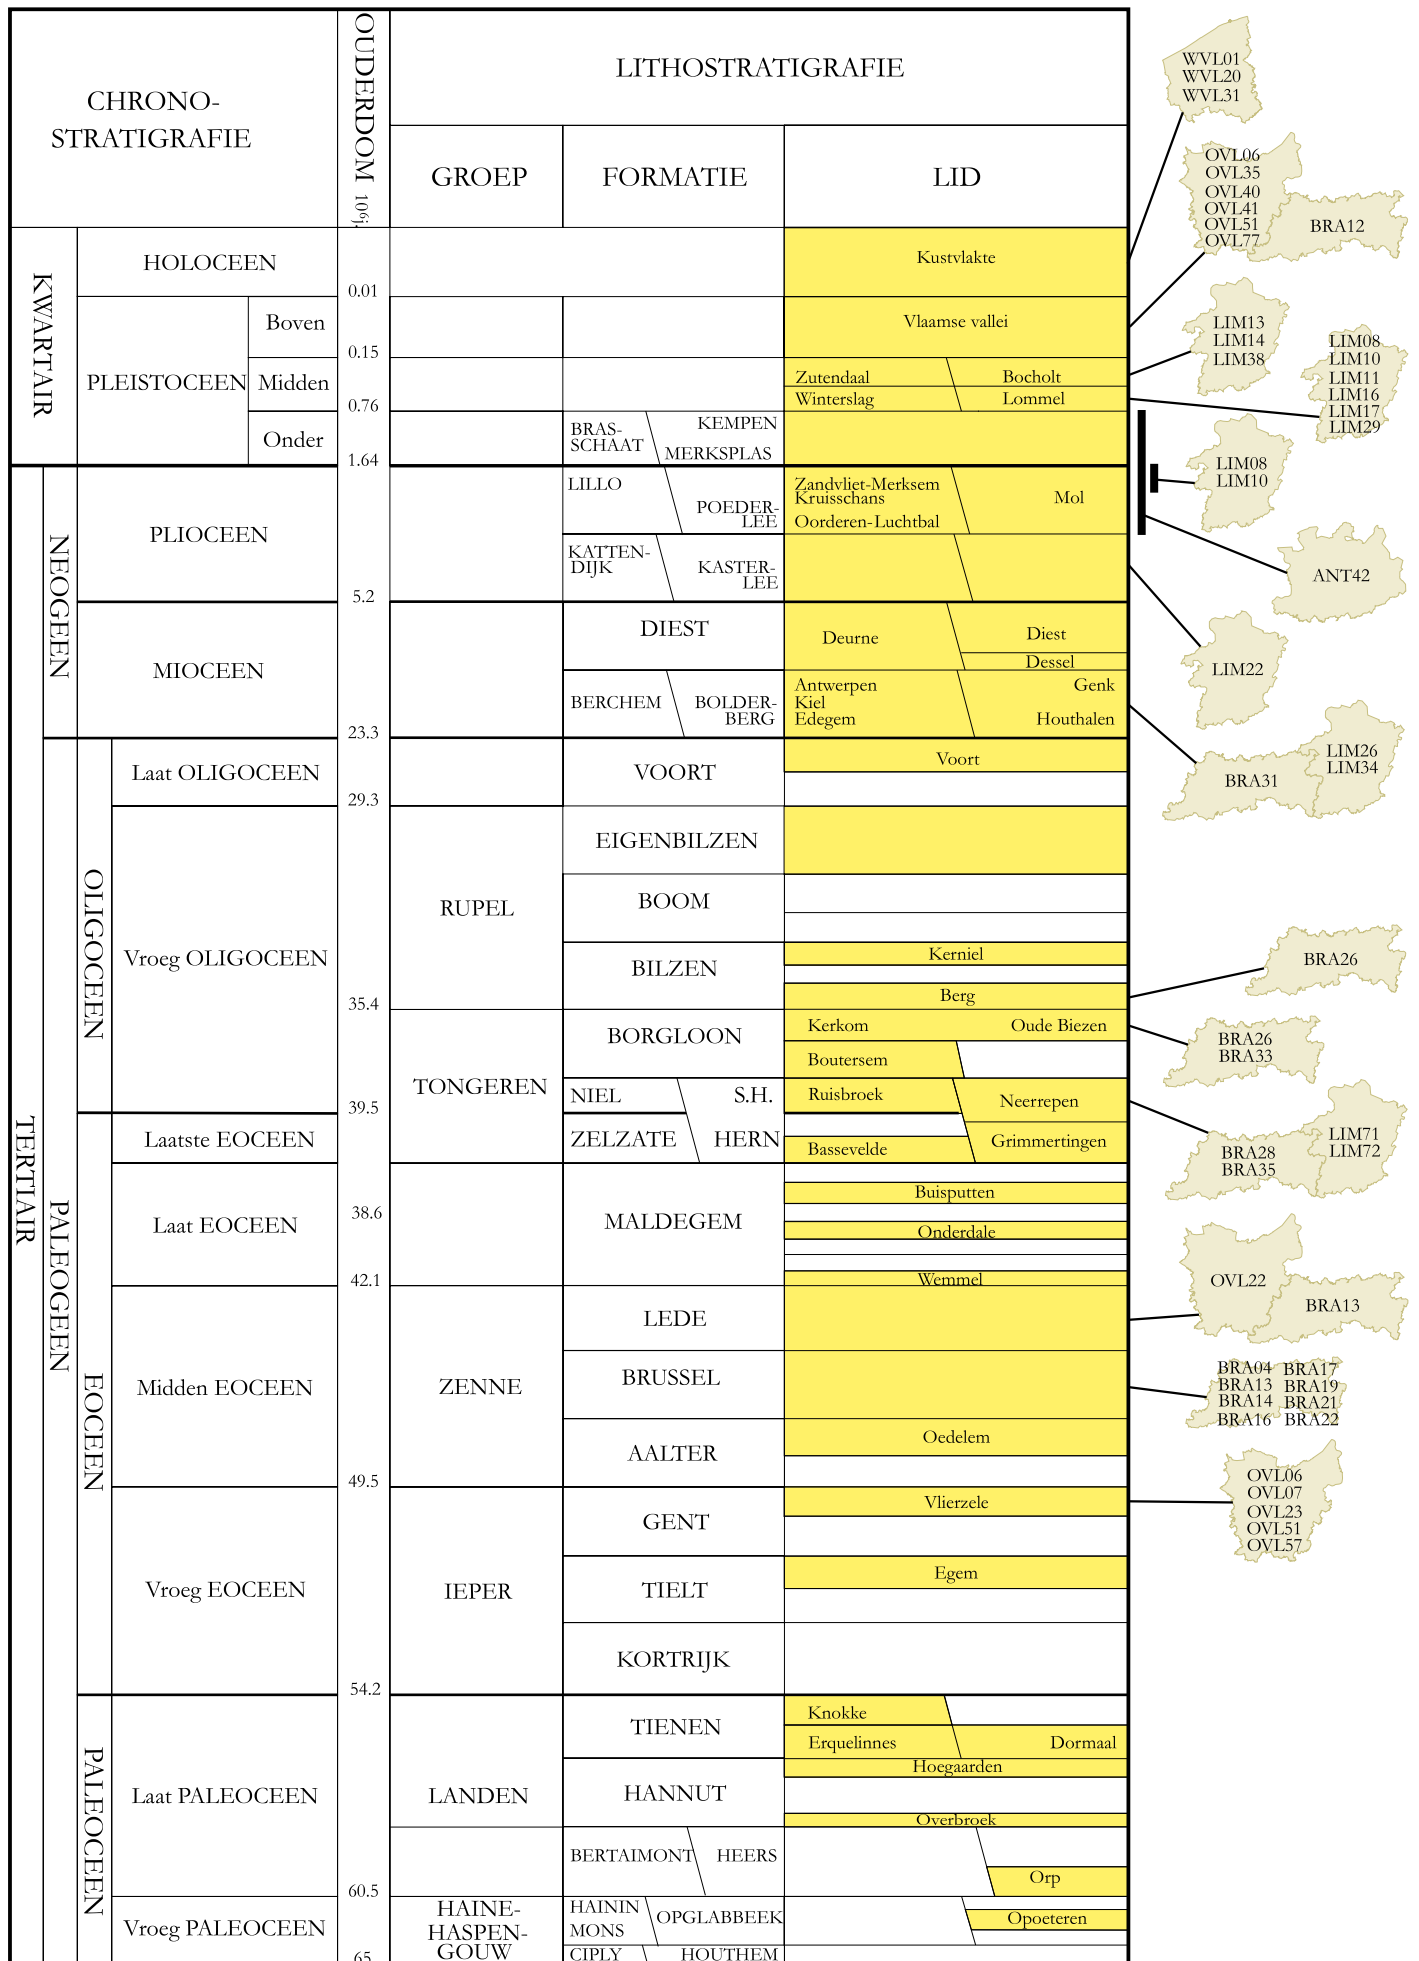 CHRONO-
STRATIGRAFIE
OUDERDOM 10⁶j.
LITHOSTRATIGRAFIE
GROEP
FORMATIE
LID
KWARTAIR
HOLOCEEN
0.01
Kustvlakte
PLEISTOCEEN
Boven
0.15
Vlaamse vallei
Midden
0.76
Zutendaal
Bocholt
Winterslag
Lommel
Onder
1.64
BRAS-
SCHAAT
KEMPEN
MERKSPLAS
TERTIAIR
NEOGEEN
PLIOCEEN
5.2
LILLO
POEDER-
LEE
Zandvliet-Merksem
Kruisschans
Oorderen-Luchtbal
Mol
KATTEN-
DIJK
KASTER-
LEE
MIOCEEN
23.3
DIEST
Deurne
Diest
Dessel
BERCHEM
BOLDER-
BERG
Antwerpen
Kiel
Edegem
Genk
Houthalen
PALEOGEEN
OLIGOCEEN
Laat OLIGOCEEN
29.3
VOORT
Voort
Vroeg OLIGOCEEN
35.4
39.5
RUPEL
EIGENBILZEN
BOOM
BILZEN
Kerniel
Berg
TONGEREN
BORGLOON
Kerkom
Oude Biezen
Boutersem
NIEL
S.H.
Ruisbroek
Neerrepen
EOCEEN
Laatste EOCEEN
ZELZATE
HERN
Bassevelde
Grimmertingen
Laat EOCEEN
38.6
42.1
MALDEGEM
Buisputten
Onderdale
Wemmel
Midden EOCEEN
49.5
ZENNE
LEDE
BRUSSEL
AALTER
Oedelem
Vroeg EOCEEN
54.2
IEPER
GENT
Vlierzele
TIELT
Egem
KORTRIJK
PALEOCEEN
Laat PALEOCEEN
60.5
LANDEN
TIENEN
Knokke
Erquelinnes
Dormaal
HANNUT
Hoegaarden
Overbroek
BERTAIMONT
HEERS
Orp
Vroeg PALEOCEEN
65
HAINE-
HASPEN-
GOUW
HAININ
MONS
OPGLABBEEK
Opoeteren
CIPLY
HOUTHEM
WVL01
WVL20
WVL31
OVL06
OVL35
OVL40
OVL41
OVL51
OVL77
BRA12
LIM13
LIM14
LIM38
LIM08
LIM10
LIM11
LIM16
LIM17
LIM29
LIM08
LIM10
ANT42
LIM22
BRA31
LIM26
LIM34
BRA26
BRA26
BRA33
BRA28
BRA35
LIM71
LIM72
OVL22
BRA13
BRA04 BRA17
BRA13 BRA19
BRA14 BRA21
BRA16 BRA22
OVL06
OVL07
OVL23
OVL51
OVL57